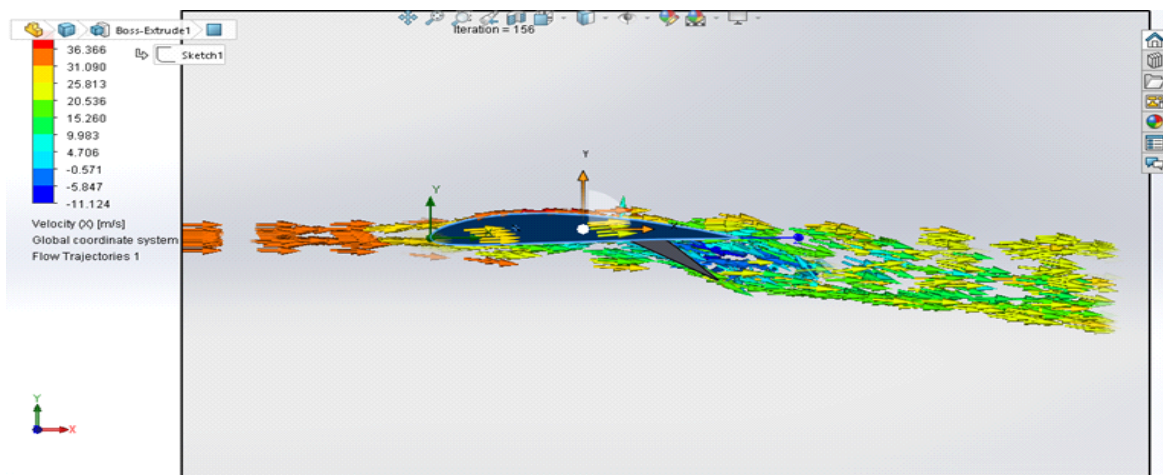 Iteration = 156
Boss-Extrude1
Sketch1
36.366
31.090
25.813
20.536
15.260
9.983
4.706
-0.571
-5.847
-11.124
Velocity (X) [m/s]
Global coordinate system
Flow Trajectories 1
Y
Y
X
Y
X